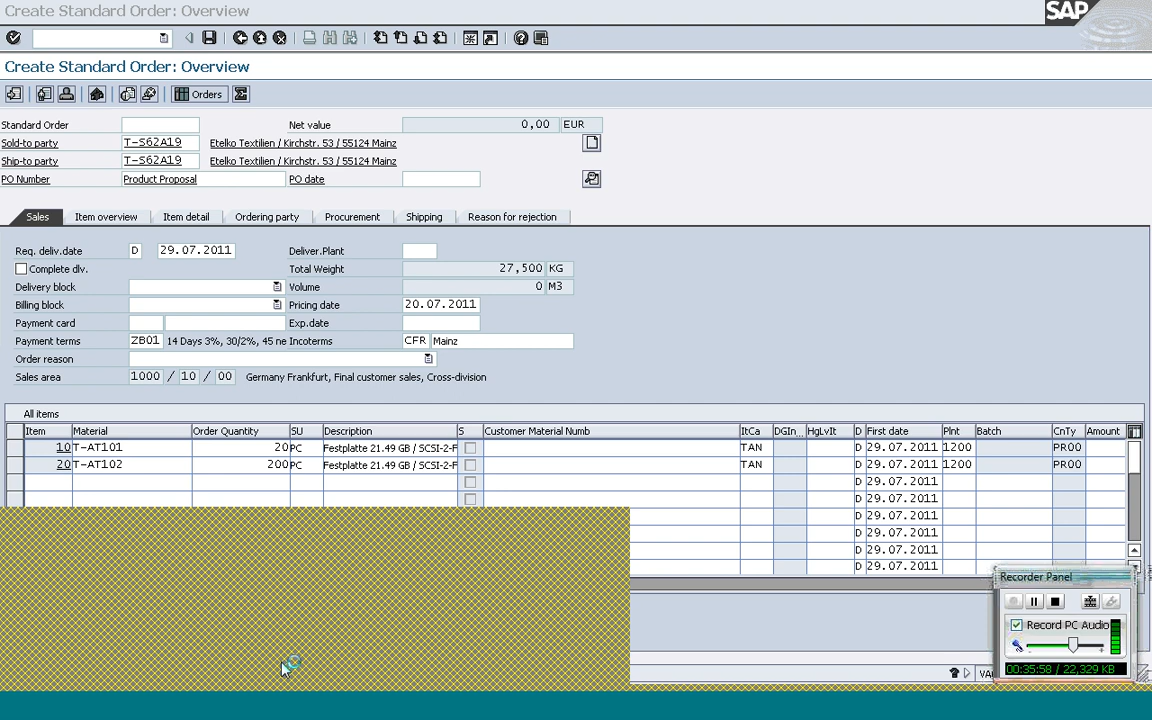 Create Standard Order: Overview
SAP
Create Standard Order: Overview
Orders
Standard Order Net value 0,00 EUR
Sold-to party T-S62A19 Etelko Textilien / Kirchstr. 53 / 55124 Mainz
Ship-to party T-S62A19 Etelko Textilien / Kirchstr. 53 / 55124 Mainz
PO Number Product Proposal PO date
Sales Item overview Item detail Ordering party Procurement Shipping Reason for rejection
Req. deliv.date D 29.07.2011 Deliver.Plant
Complete dlv. Total Weight 27,500 KG
Delivery block Volume 0 M3
Billing block Pricing date 20.07.2011
Payment card Exp.date
Payment terms ZB01 14 Days 3%, 30/2%, 45 ne Incoterms CFR Mainz
Order reason
Sales area 1000 / 10 / 00 Germany Frankfurt, Final customer sales, Cross-division
All items
Item Material Order Quantity SU Description S Customer Material Numb ItCa DGIn... HgLvIt D First date Plnt Batch CnTy Amount
10 T-AT101 20 PC Festplatte 21.49 GB / SCSI-2-F TAN D 29.07.2011 1200 PR00
20 T-AT102 200 PC Festplatte 21.49 GB / SCSI-2-F TAN D 29.07.2011 1200 PR00
D 29.07.2011
D 29.07.2011
D 29.07.2011
D 29.07.2011
D 29.07.2011
D 29.07.2011
Recorder Panel
Record PC Audio
00:35:58 / 22,329 KB